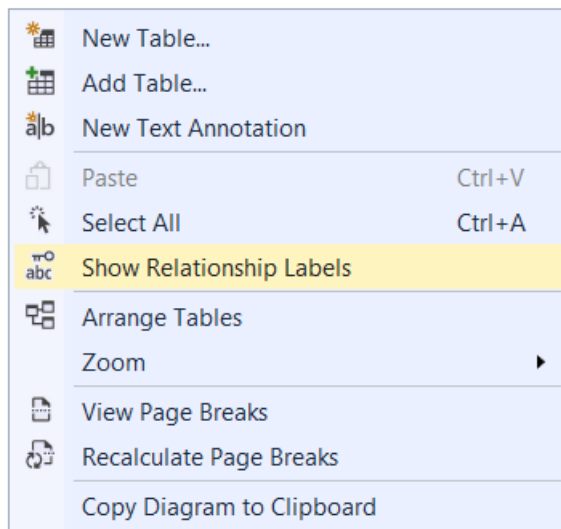 New Table...
Add Table...
a|b New Text Annotation
Paste Ctrl+V
Select All Ctrl+A
abc Show Relationship Labels
Arrange Tables
Zoom
View Page Breaks
Recalculate Page Breaks
Copy Diagram to Clipboard